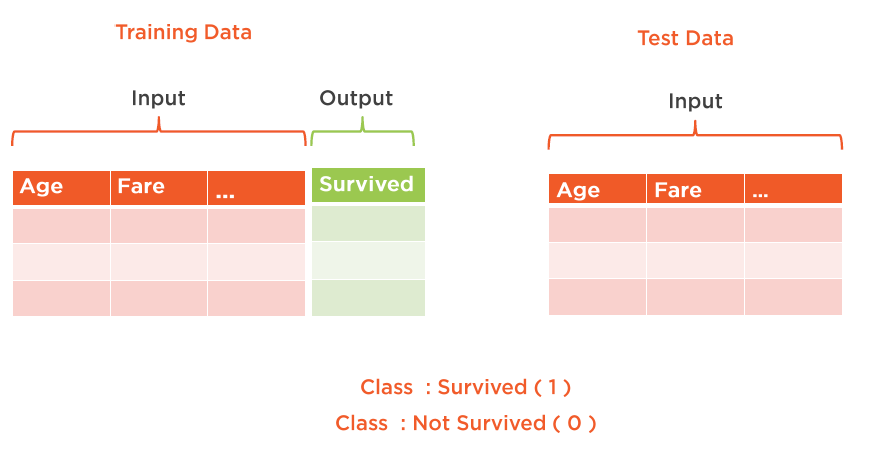 Training Data
Test Data
Input
Output
Input
Age Fare ... Survived
Age Fare ...
Class : Survived ( 1 )
Class : Not Survived ( 0 )